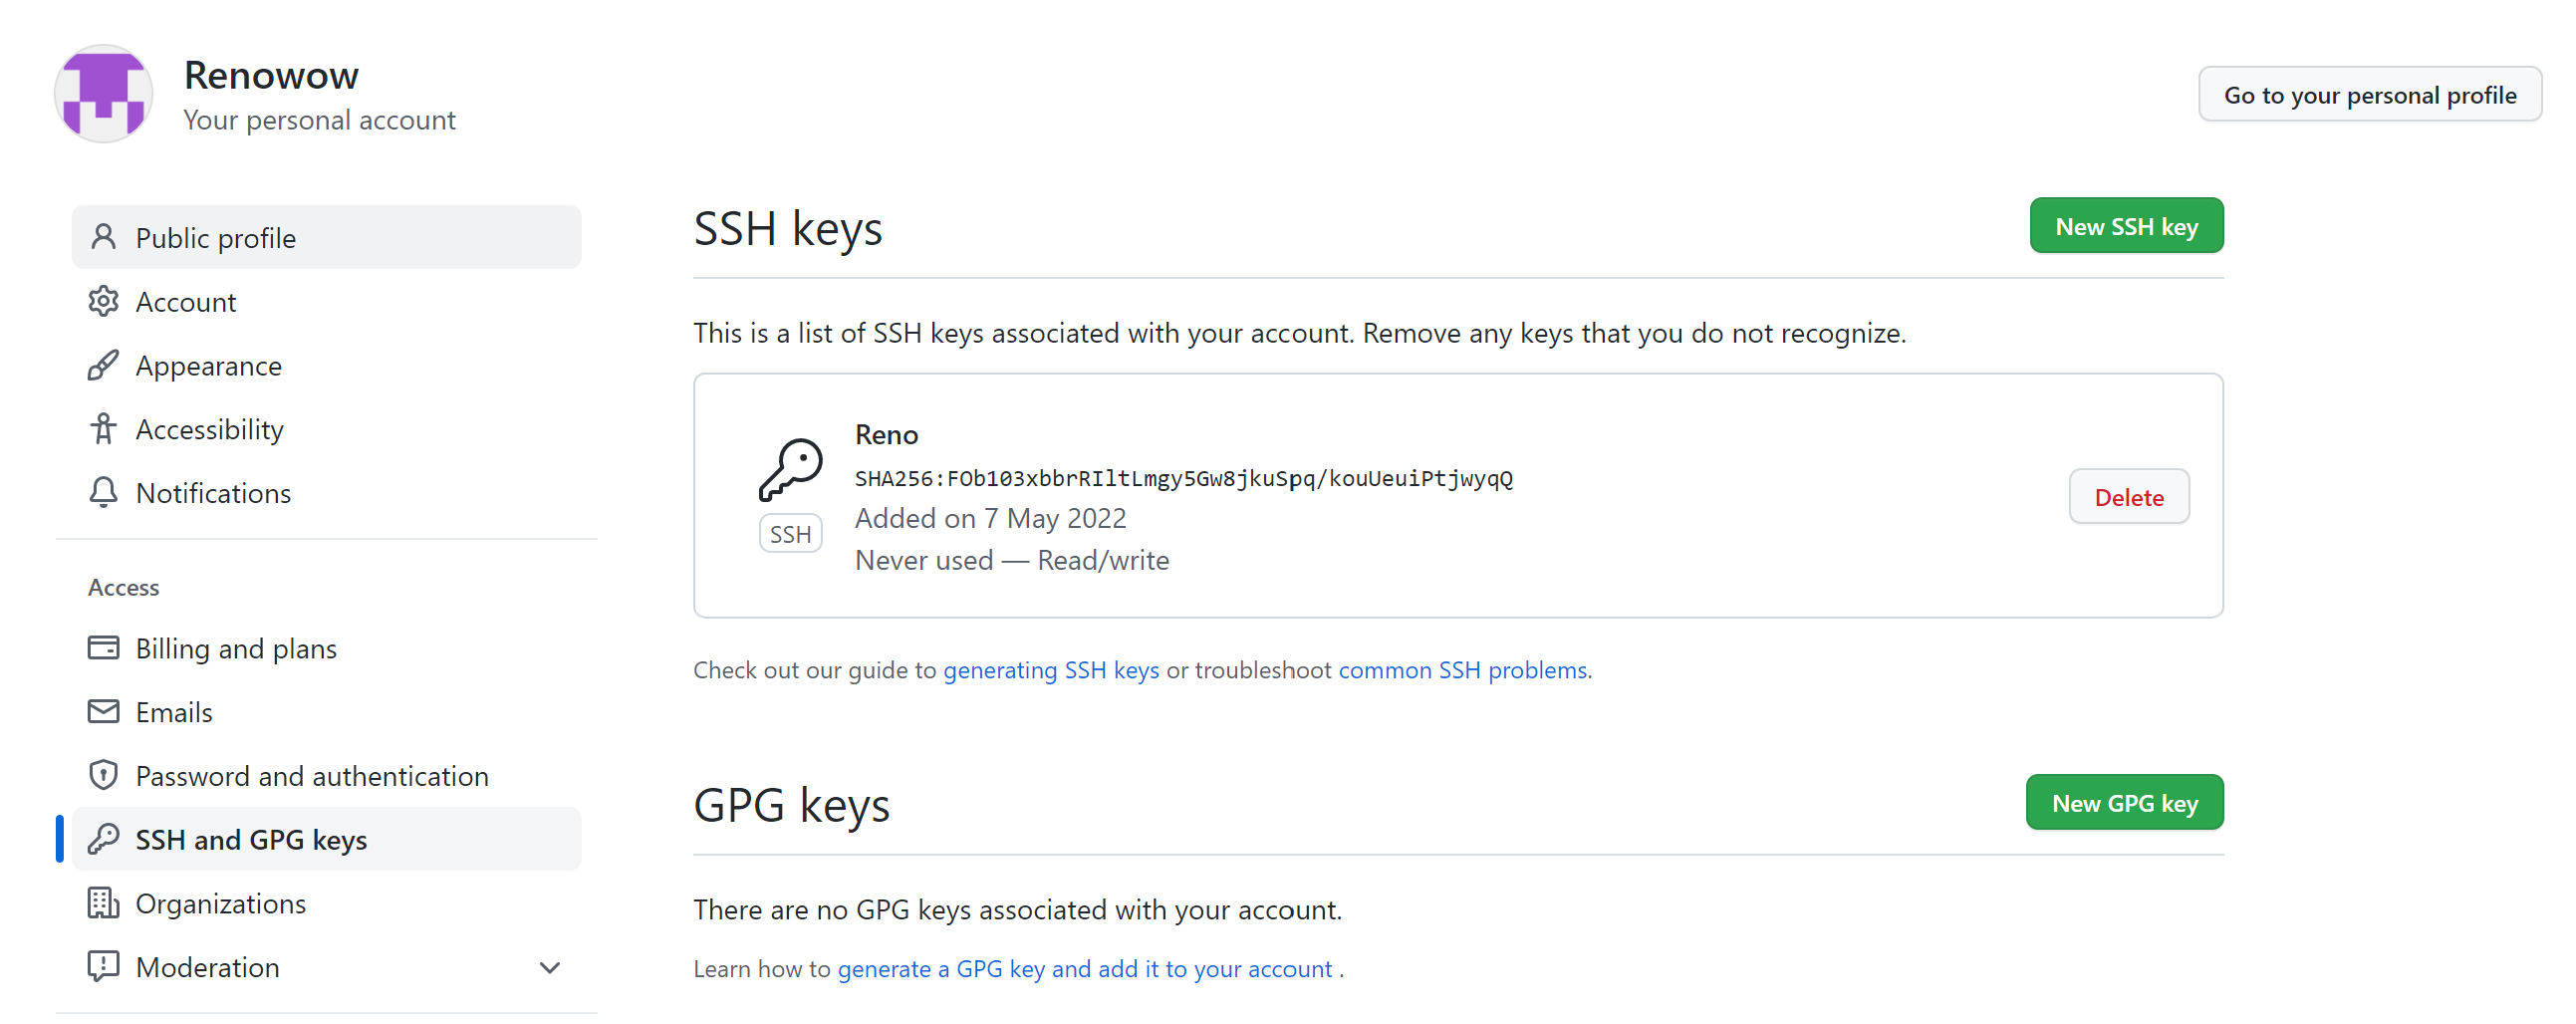 Renowow
Your personal account
Go to your personal profile
Public profile
Account
Appearance
Accessibility
Notifications
Access
Billing and plans
Emails
Password and authentication
SSH and GPG keys
Organizations
Moderation
SSH keys
New SSH key
This is a list of SSH keys associated with your account. Remove any keys that you do not recognize.
Reno
SHA256:FOb103xbbrRIltLmgy5Gw8jkuSpq/kouUeuiPtjwyqQ
Added on 7 May 2022
Never used — Read/write
SSH
Delete
Check out our guide to generating SSH keys or troubleshoot common SSH problems.
GPG keys
New GPG key
There are no GPG keys associated with your account.
Learn how to generate a GPG key and add it to your account .